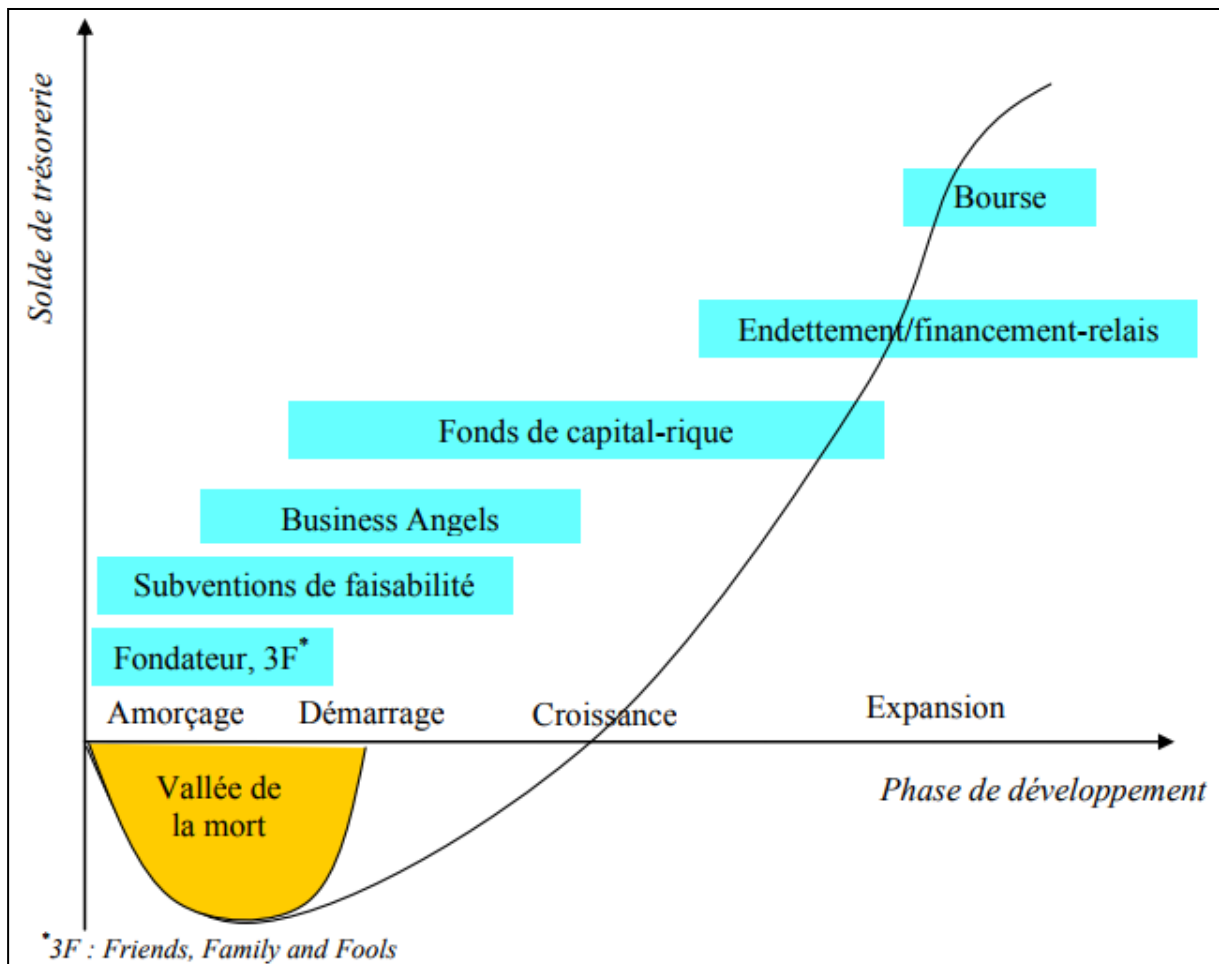 Solde de trésorerie
Bourse
Endettement/financement-relais
Fonds de capital-rique
Business Angels
Subventions de faisabilité
Fondateur, 3F*
Amorçage
Démarrage
Croissance
Expansion
Vallée de
la mort
Phase de développement
*3F : Friends, Family and Fools